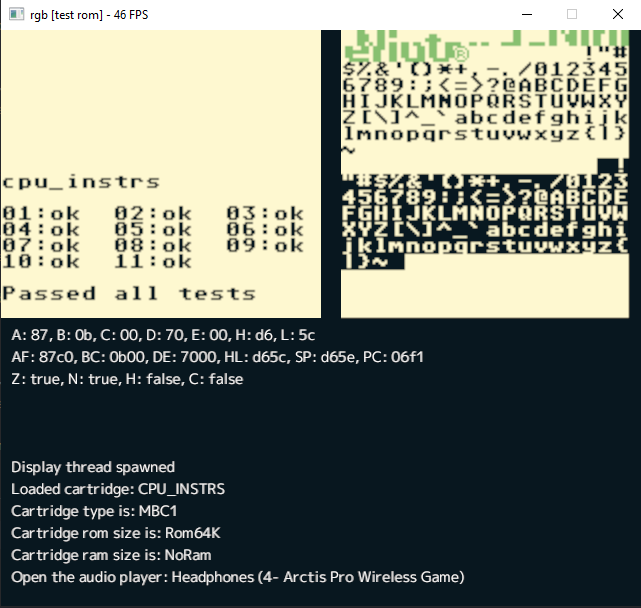 rgb [test rom] - 46 FPS
cpu_instrs
01:ok 02:ok 03:ok
04:ok 05:ok 06:ok
07:ok 08:ok 09:ok
10:ok 11:ok
Passed all tests
®
!"#
$%&'()*+,-./012345
6789:;<=>?@ABCDEFG
HIJKLMNOPQRSTUVWXY
Z[\]^_`abcdefghijk
lmnopqrstuvwxyz{|}
~
!
"#$%&'()*+,-./0123
456789:;<=>?@ABCDE
FGHIJKLMNOPQRSTUVW
XYZ[\]^_`abcdefghi
jklmnopqrstuvwxyz{
|}~
A: 87, B: 0b, C: 00, D: 70, E: 00, H: d6, L: 5c
AF: 87c0, BC: 0b00, DE: 7000, HL: d65c, SP: d65e, PC: 06f1
Z: true, N: true, H: false, C: false
Display thread spawned
Loaded cartridge: CPU_INSTRS
Cartridge type is: MBC1
Cartridge rom size is: Rom64K
Cartridge ram size is: NoRam
Open the audio player: Headphones (4- Arctis Pro Wireless Game)